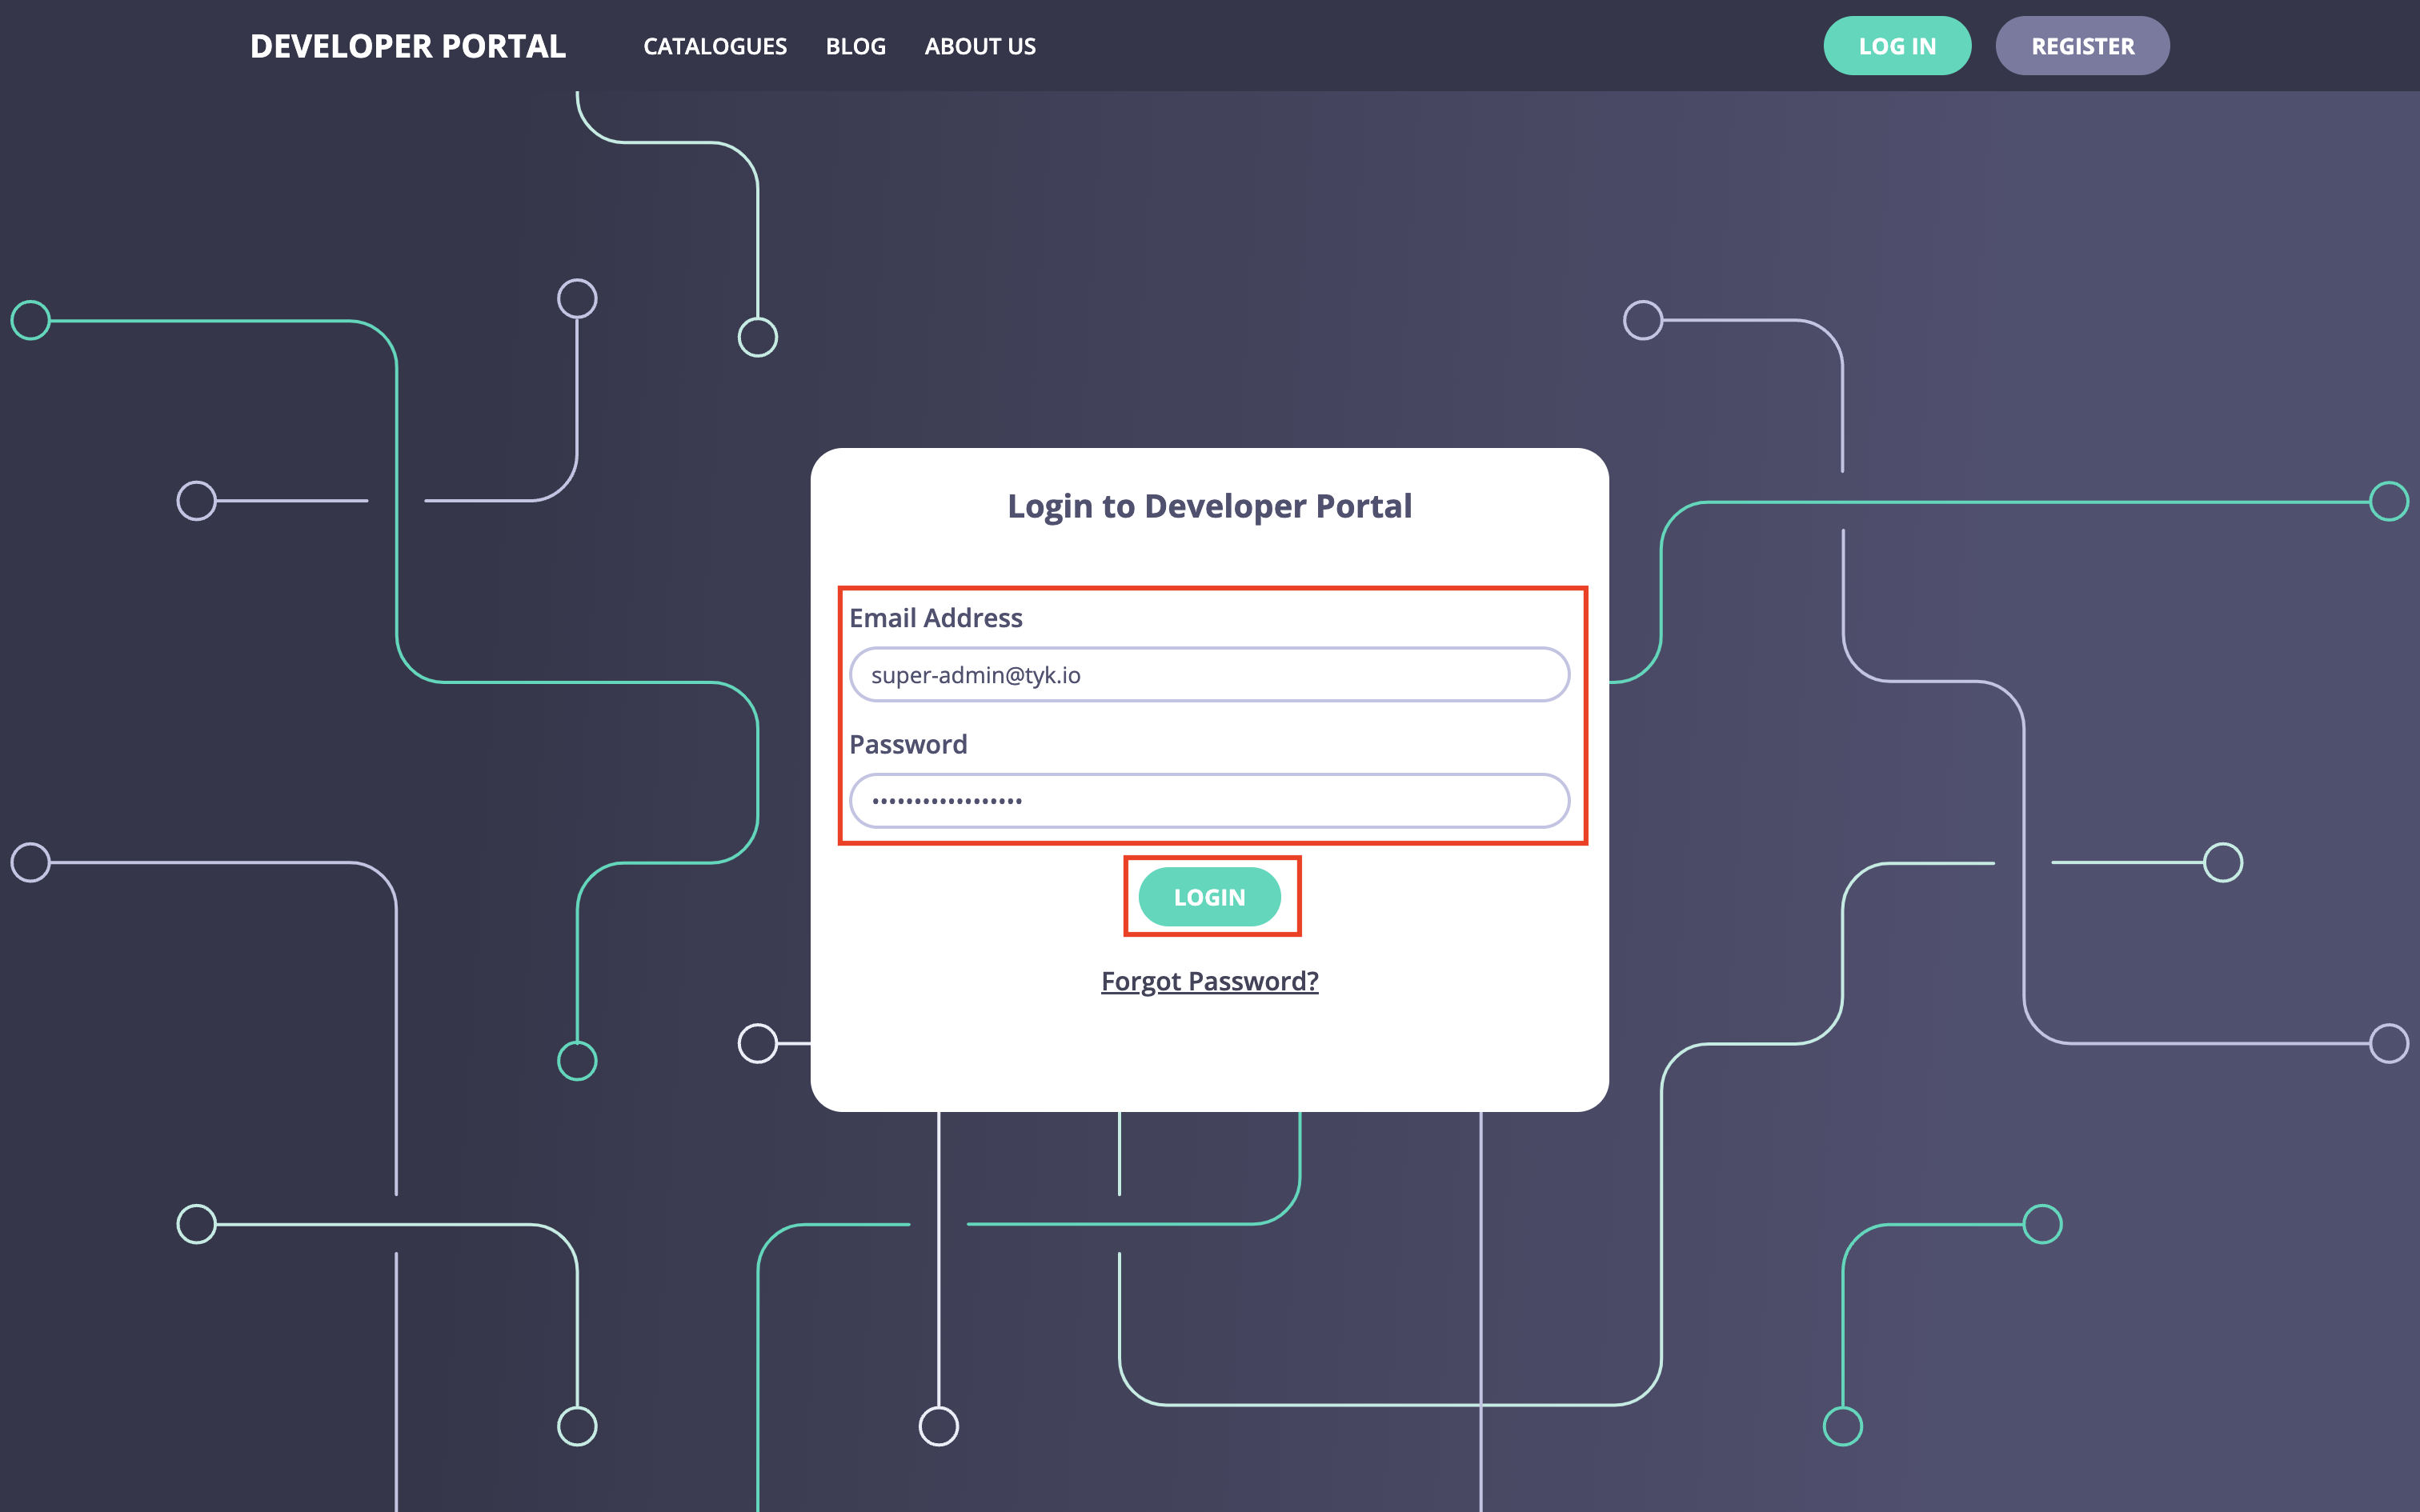 DEVELOPER PORTAL CATALOGUES BLOG ABOUT US LOG IN REGISTER
Login to Developer Portal
Email Address
super-admin@tyk.io
Password
••••••••••••••••••
LOGIN
Forgot Password?